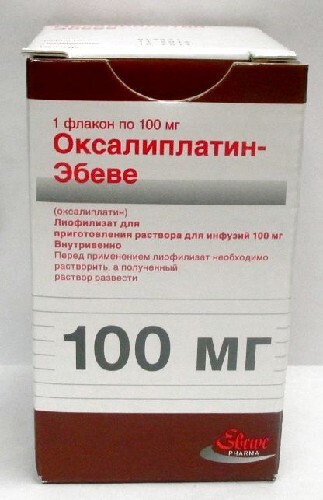 1 флакон по 100 мг
Оксалиплатин-
Эбеве
(оксалиплатин)
Лиофилизат для
приготовления раствора для инфузий 100 мг
Внутривенно
Перед применением лиофилизат необходимо
растворить, а полученный
раствор развести
100 мг
Ebewe
PHARMA